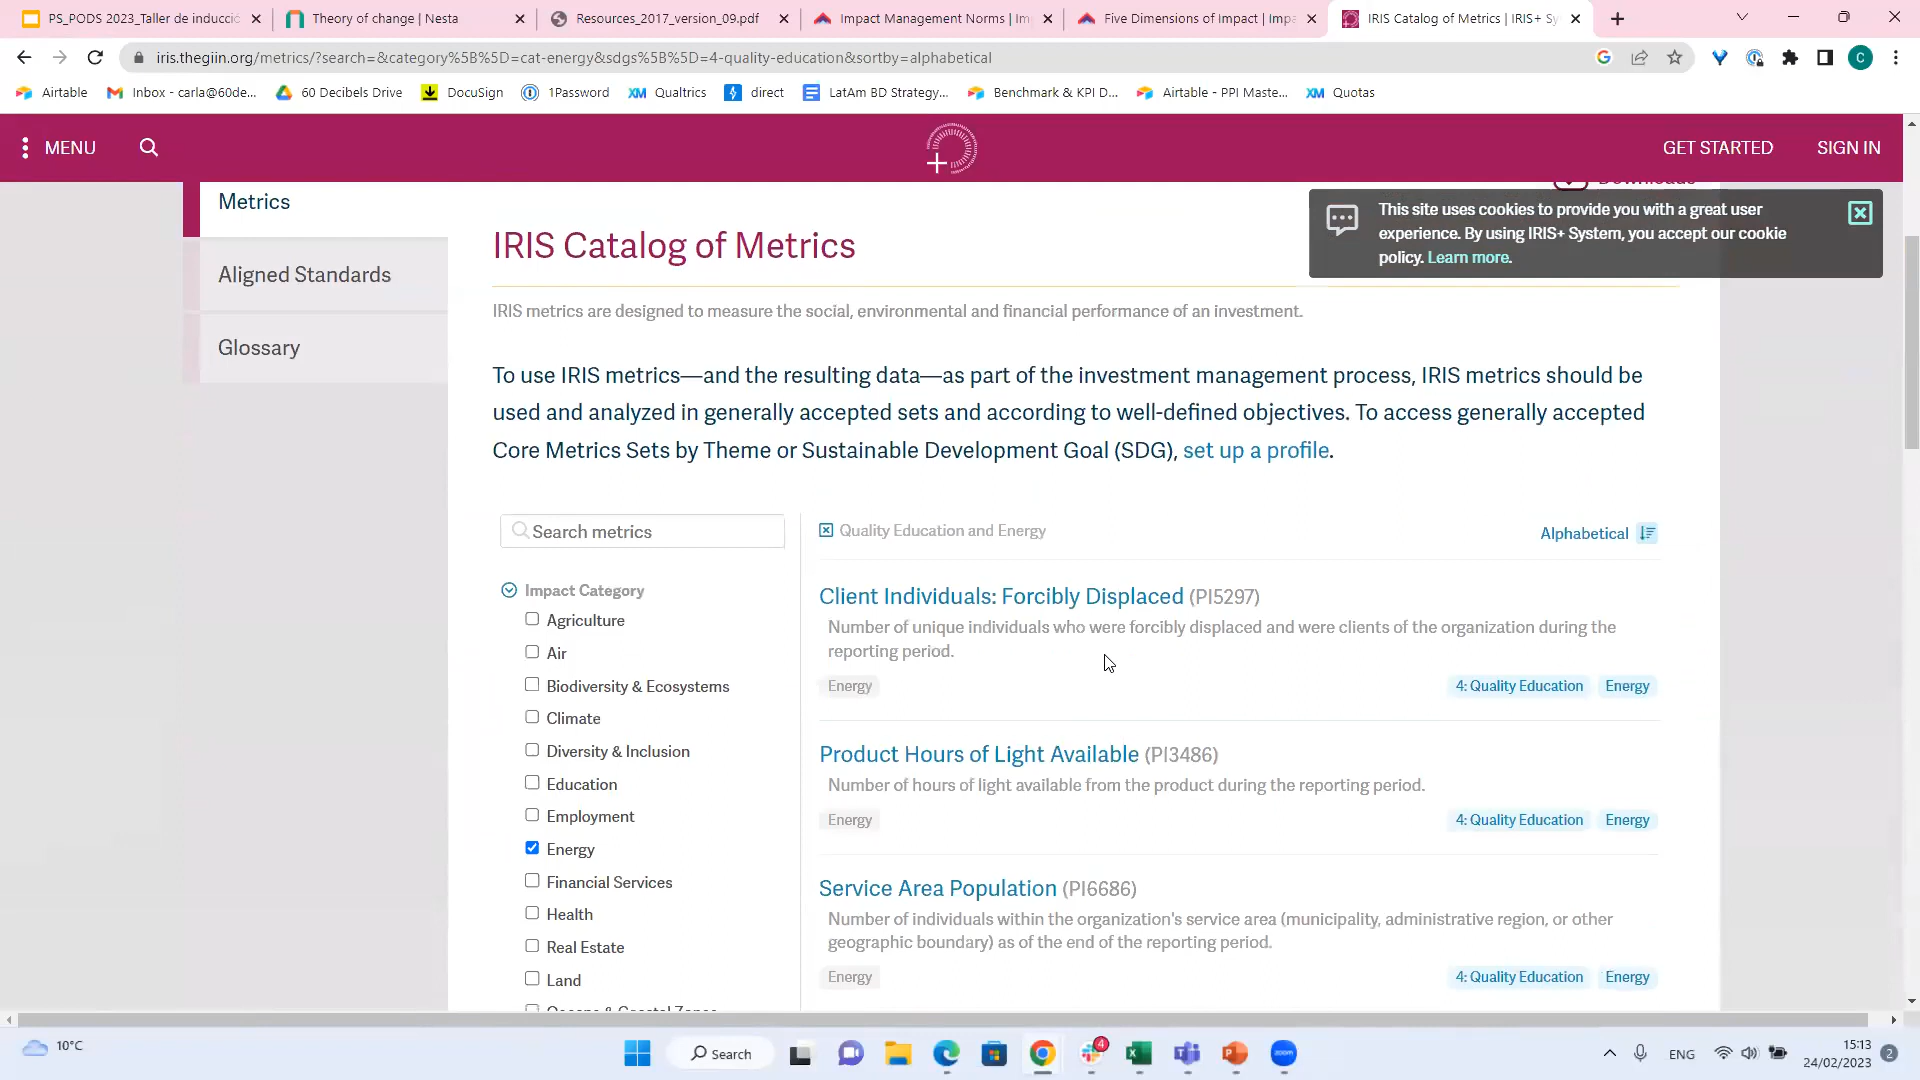 PS_PODS 2023_Taller de inducció
Theory of change | Nesta
Resources_2017_version_09.pdf
Impact Management Norms | Im
Five Dimensions of Impact | Impa
IRIS Catalog of Metrics | IRIS+ Sy
iris.thegiin.org/metrics/?search=&category%5B%5D=cat-energy&sdgs%5B%5D=4-quality-education&sortby=alphabetical
C
Airtable
Inbox - carla@60de...
60 Decibels Drive
DocuSign
1Password
XM Qualtrics
direct
LatAm BD Strategy...
Benchmark & KPI D...
Airtable - PPI Maste...
XM Quotas
MENU
GET STARTED
SIGN IN
Metrics
Aligned Standards
Glossary
This site uses cookies to provide you with a great user
experience. By using IRIS+ System, you accept our cookie
policy. Learn more.
IRIS Catalog of Metrics
IRIS metrics are designed to measure the social, environmental and financial performance of an investment.
To use IRIS metrics—and the resulting data—as part of the investment management process, IRIS metrics should be
used and analyzed in generally accepted sets and according to well-defined objectives. To access generally accepted
Core Metrics Sets by Theme or Sustainable Development Goal (SDG), set up a profile.
Search metrics
Impact Category
Agriculture
Air
Biodiversity & Ecosystems
Climate
Diversity & Inclusion
Education
Employment
Energy
Financial Services
Health
Real Estate
Land
Quality Education and Energy
Alphabetical
Client Individuals: Forcibly Displaced (PI5297)
Number of unique individuals who were forcibly displaced and were clients of the organization during the
reporting period.
Energy
4: Quality Education
Energy
Product Hours of Light Available (PI3486)
Number of hours of light available from the product during the reporting period.
Energy
4: Quality Education
Energy
Service Area Population (PI6686)
Number of individuals within the organization's service area (municipality, administrative region, or other
geographic boundary) as of the end of the reporting period.
Energy
4: Quality Education
Energy
10°C
Search
4
zoom
ENG
15:13
24/02/2023
2